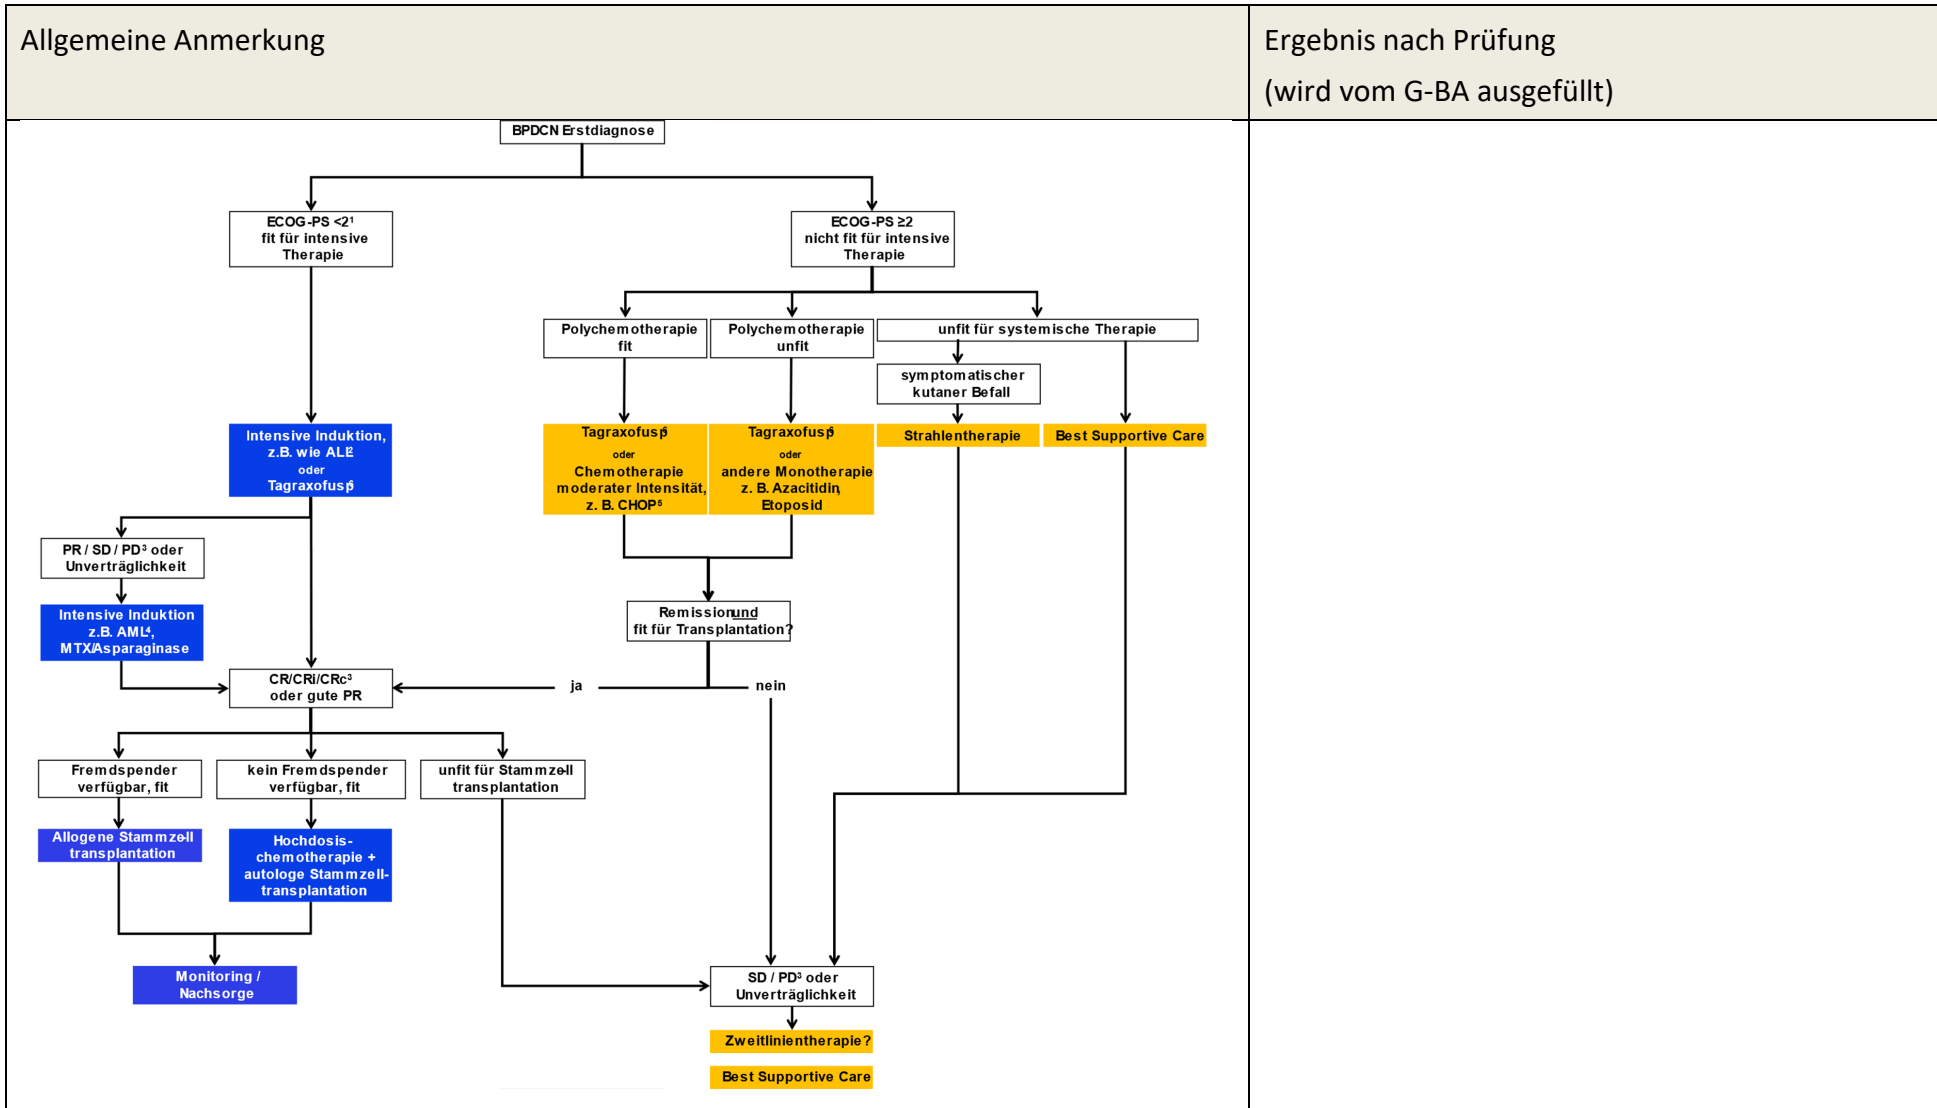 Allgemeine Anmerkung
Ergebnis nach Prüfung
(wird vom G-BA ausgefüllt)
BPDCN Erstdiagnose
ECOG-PS <2¹
fit für intensive
Therapie
ECOG-PS ≥2
nicht fit für intensive
Therapie
Polychemotherapie
fit
Polychemotherapie
unfit
unfit für systemische Therapie
symptomatischer
kutaner Befall
Intensive Induktion,
z.B. wie ALL²
oder
Tagraxofusp⁶
Tagraxofusp⁶
oder
Chemotherapie
moderater Intensität,
z. B. CHOP⁵
Tagraxofusp⁶
oder
andere Monotherapie
z. B. Azacitidin,
Etoposid
Strahlentherapie
Best Supportive Care
PR / SD / PD³ oder
Unverträglichkeit
Intensive Induktion
z.B. AML⁴,
MTX/Asparaginase
Remission und
fit für Transplantation?
CR/CRi/CRc³
oder gute PR
ja
nein
Fremdspender
verfügbar, fit
kein Fremdspender
verfügbar, fit
unfit für Stammzell-
transplantation
Allogene Stammzell-
transplantation
Hochdosis-
chemotherapie +
autologe Stammzell-
transplantation
Monitoring /
Nachsorge
SD / PD³ oder
Unverträglichkeit
Zweitlinientherapie?
Best Supportive Care